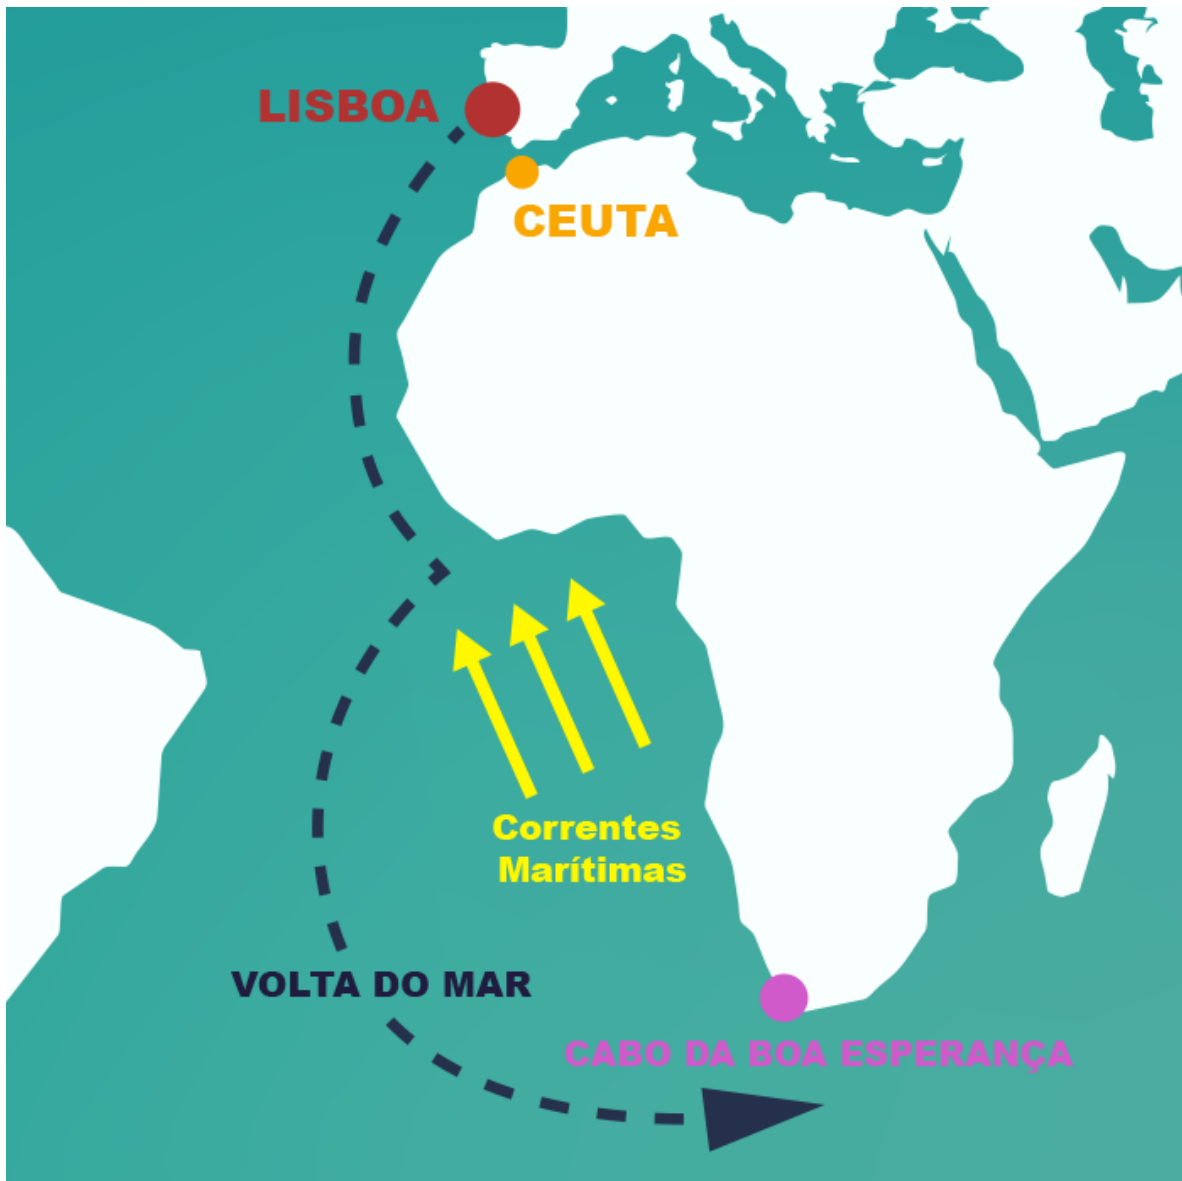 LISBOA
CEUTA
Correntes
Marítimas
VOLTA DO MAR
CABO DA BOA ESPERANÇA